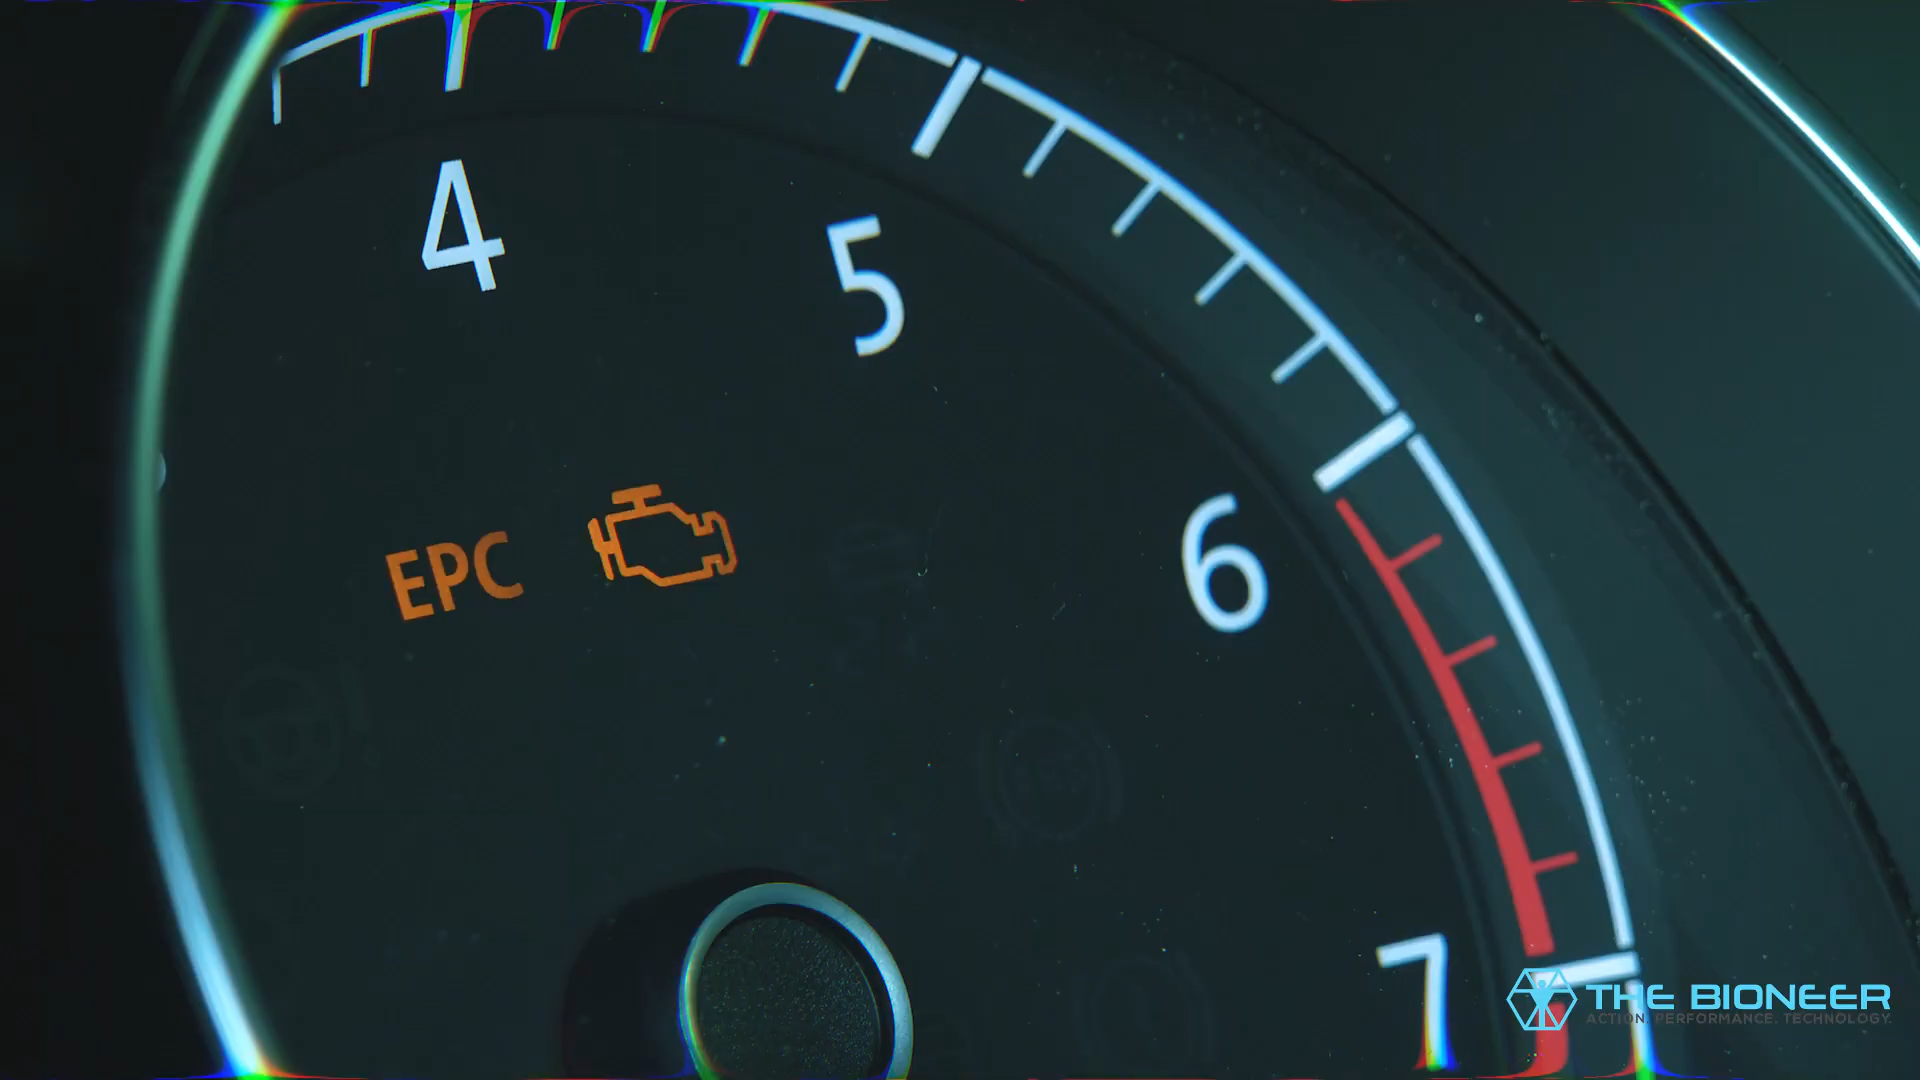 4
5
EPC
6
7
THE BIONEER
ACTION. PERFORMANCE. TECHNOLOGY.